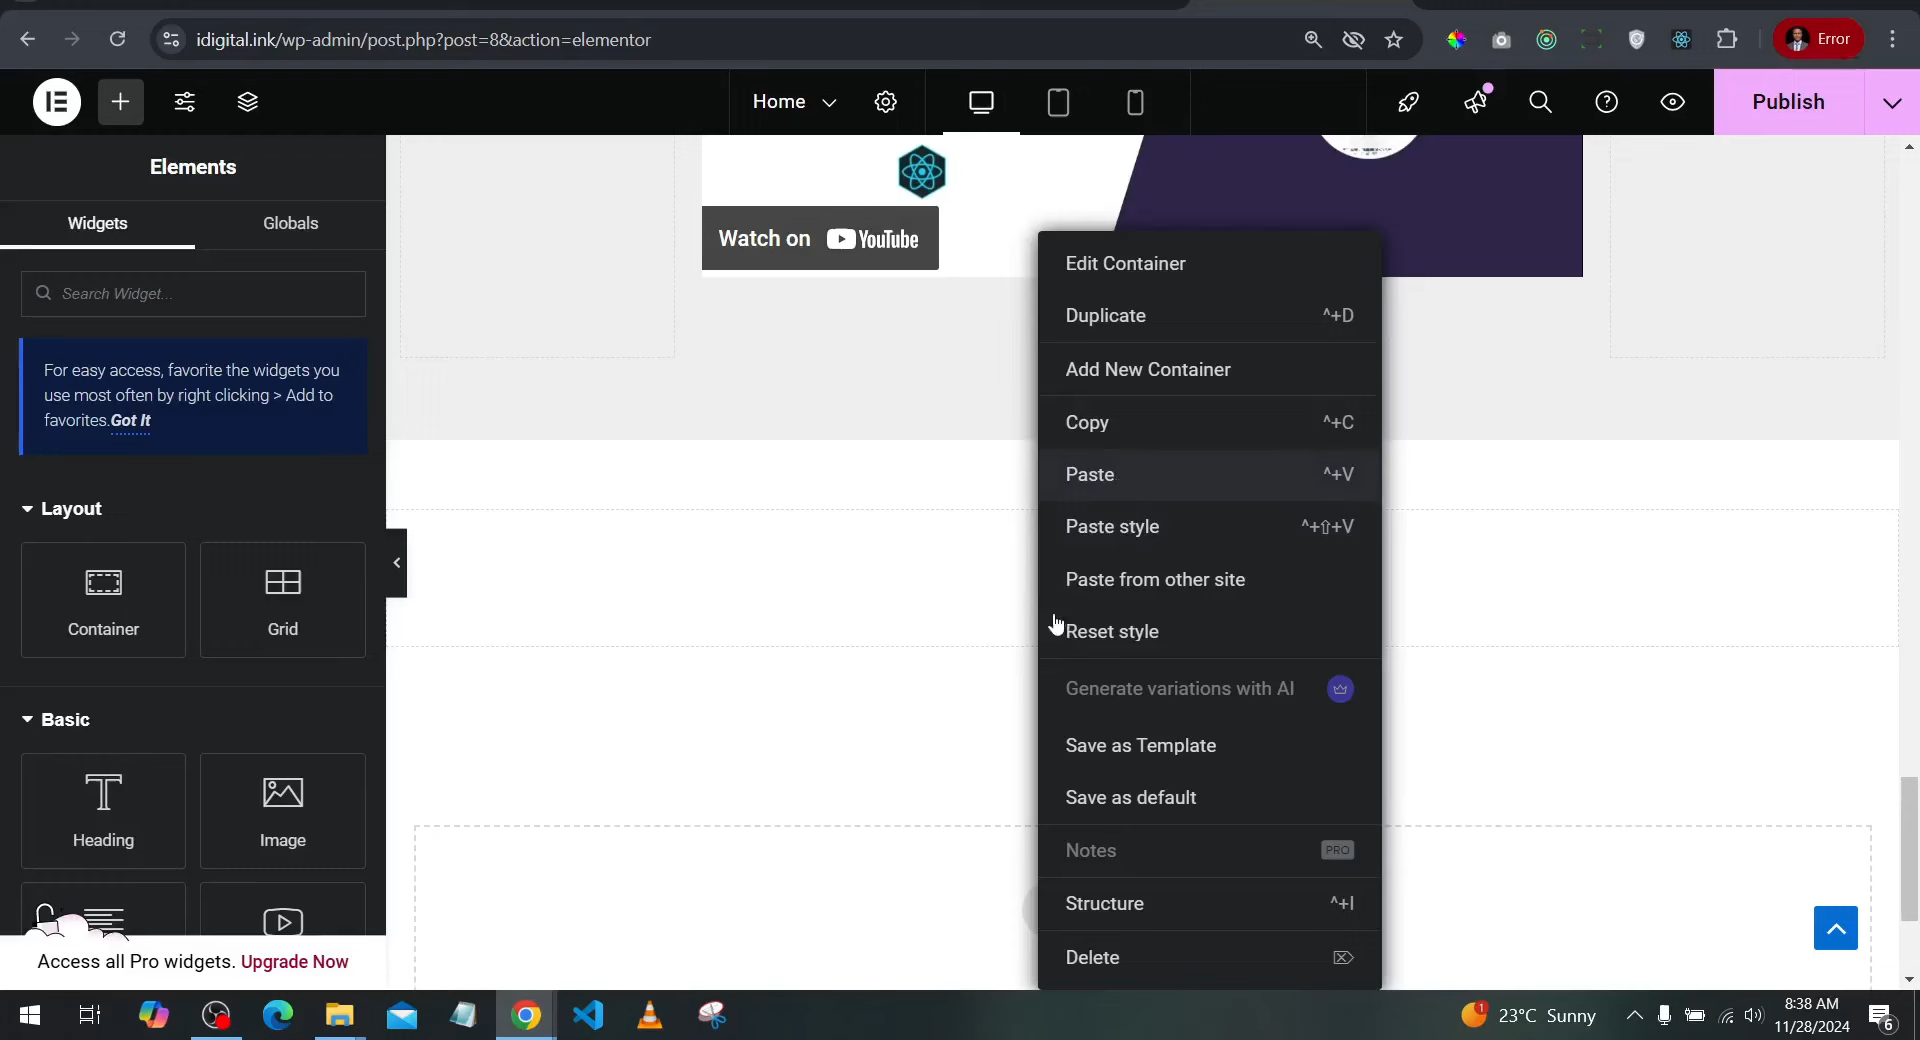 idigital.ink/wp-admin/post.php?post=8&action=elementor
Error
Home
Publish
Elements
Widgets
Globals
Search Widget...
For easy access, favorite the widgets you
use most often by right clicking > Add to
favorites.Got It
Layout
Container
Grid
Basic
Heading
Image
Access all Pro widgets. Upgrade Now
Watch on YouTube
Edit Container
Duplicate ^+D
Add New Container
Copy ^+C
Paste ^+V
Paste style ^+⇧+V
Paste from other site
Reset style
Generate variations with AI
Save as Template
Save as default
Notes PRO
Structure ^+I
Delete ⌦
1
23°C Sunny
8:38 AM
11/28/2024
6